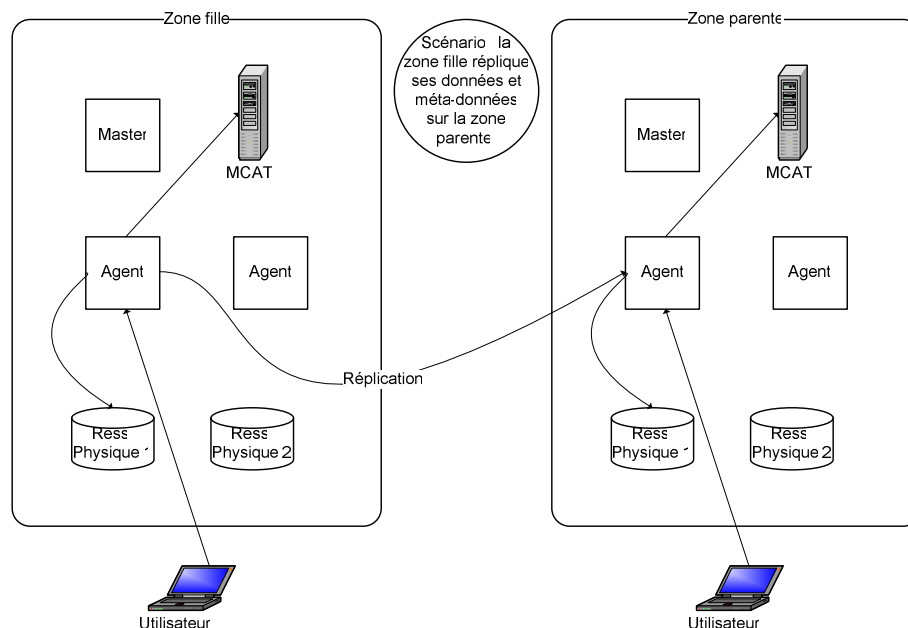 Zone fille
Zone parente
Scénario la
zone fille réplique
ses données et
méta-données
sur la zone
parente
Master
MCAT
Master
MCAT
Agent
Agent
Agent
Agent
Réplication
Ress
Physique 1
Ress
Physique 2
Ress
Physique 1
Ress
Physique 2
Utilisateur
Utilisateur